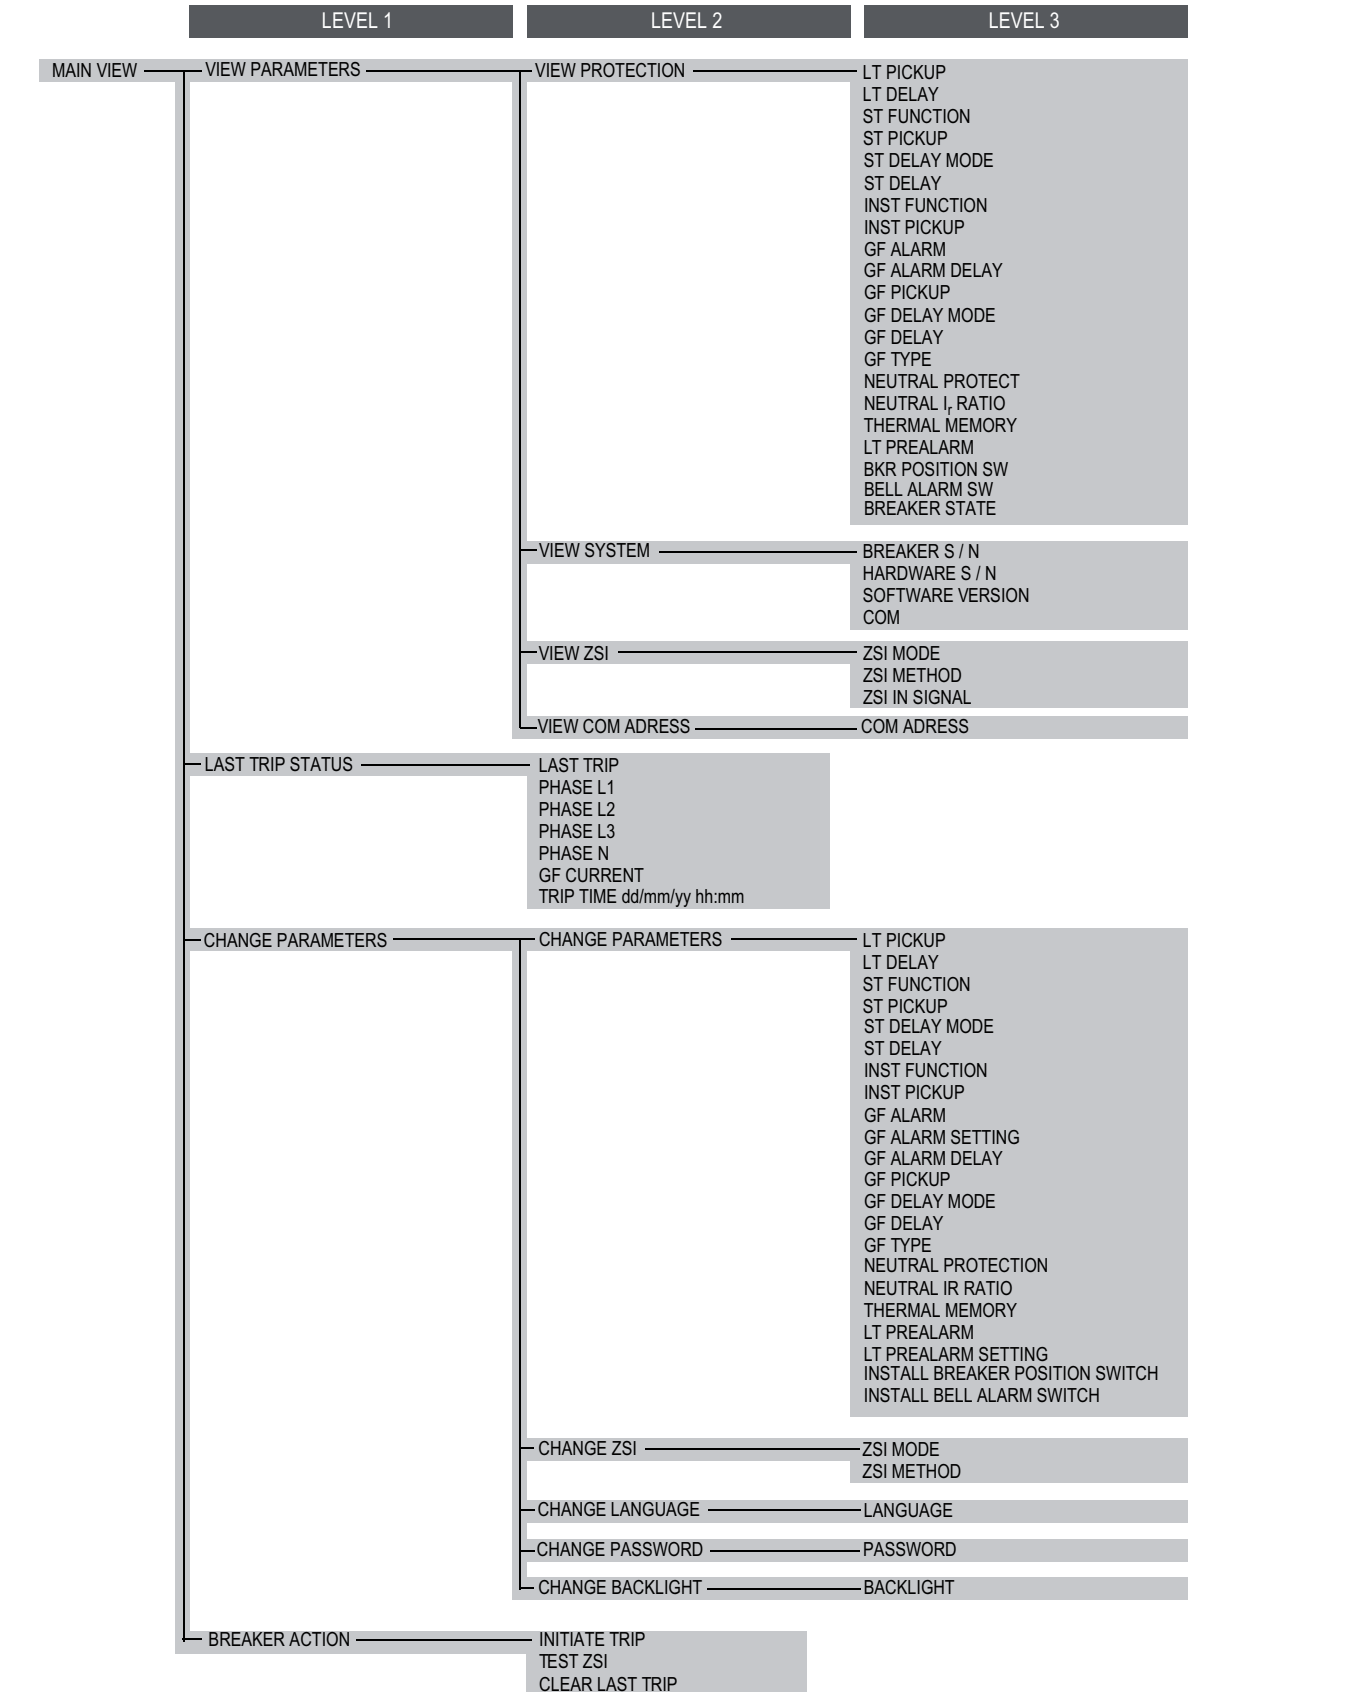 LEVEL 1 LEVEL 2 LEVEL 3
MAIN VIEW VIEW PARAMETERS VIEW PROTECTION LT PICKUP
LT DELAY
ST FUNCTION
ST PICKUP
ST DELAY MODE
ST DELAY
INST FUNCTION
INST PICKUP
GF ALARM
GF ALARM DELAY
GF PICKUP
GF DELAY MODE
GF DELAY
GF TYPE
NEUTRAL PROTECT
NEUTRAL Ir RATIO
THERMAL MEMORY
LT PREALARM
BKR POSITION SW
BELL ALARM SW
BREAKER STATE
VIEW SYSTEM BREAKER S / N
HARDWARE S / N
SOFTWARE VERSION
COM
VIEW ZSI ZSI MODE
ZSI METHOD
ZSI IN SIGNAL
VIEW COM ADRESS COM ADRESS
LAST TRIP STATUS LAST TRIP
PHASE L1
PHASE L2
PHASE L3
PHASE N
GF CURRENT
TRIP TIME dd/mm/yy hh:mm
CHANGE PARAMETERS CHANGE PARAMETERS LT PICKUP
LT DELAY
ST FUNCTION
ST PICKUP
ST DELAY MODE
ST DELAY
INST FUNCTION
INST PICKUP
GF ALARM
GF ALARM SETTING
GF ALARM DELAY
GF PICKUP
GF DELAY MODE
GF DELAY
GF TYPE
NEUTRAL PROTECTION
NEUTRAL IR RATIO
THERMAL MEMORY
LT PREALARM
LT PREALARM SETTING
INSTALL BREAKER POSITION SWITCH
INSTALL BELL ALARM SWITCH
CHANGE ZSI ZSI MODE
ZSI METHOD
CHANGE LANGUAGE LANGUAGE
CHANGE PASSWORD PASSWORD
CHANGE BACKLIGHT BACKLIGHT
BREAKER ACTION INITIATE TRIP
TEST ZSI
CLEAR LAST TRIP